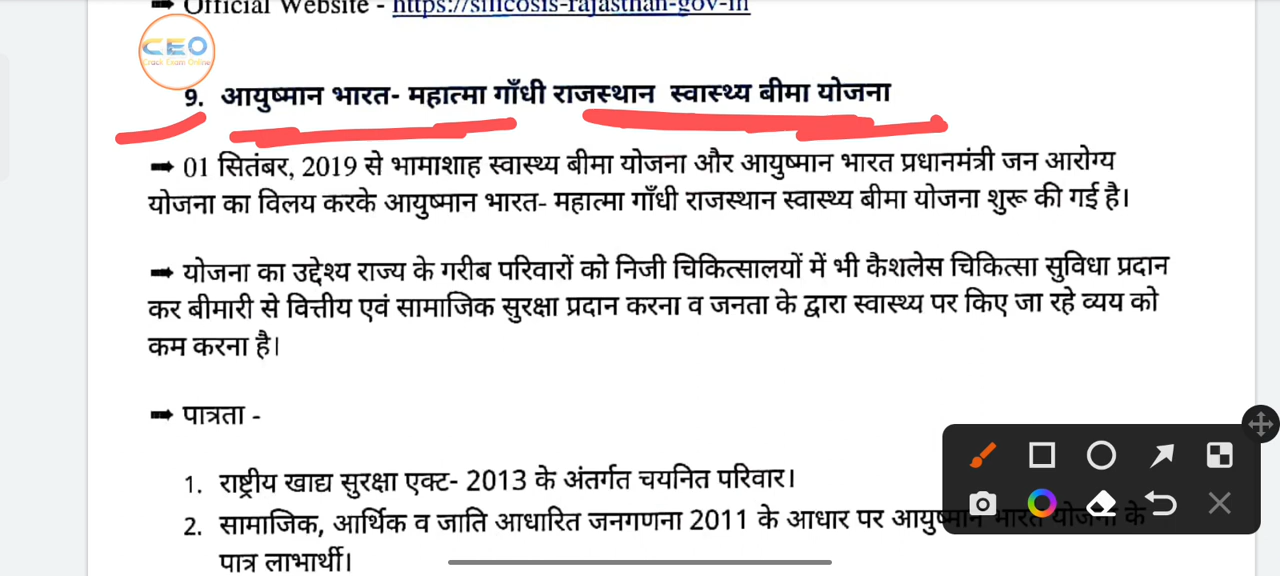 ➡ Official Website - https://silicosis-rajasthan-gov-in
CEO
Crack Exam Online
9. आयुष्मान भारत- महात्मा गाँधी राजस्थान स्वास्थ्य बीमा योजना
➡ 01 सितंबर, 2019 से भामाशाह स्वास्थ्य बीमा योजना और आयुष्मान भारत प्रधानमंत्री जन आरोग्य
योजना का विलय करके आयुष्मान भारत- महात्मा गाँधी राजस्थान स्वास्थ्य बीमा योजना शुरू की गई है।
➡ योजना का उद्देश्य राज्य के गरीब परिवारों को निजी चिकित्सालयों में भी कैशलेस चिकित्सा सुविधा प्रदान
कर बीमारी से वित्तीय एवं सामाजिक सुरक्षा प्रदान करना व जनता के द्वारा स्वास्थ्य पर किए जा रहे व्यय को
कम करना है।
➡ पात्रता -
1. राष्ट्रीय खाद्य सुरक्षा एक्ट- 2013 के अंतर्गत चयनित परिवार।
2. सामाजिक, आर्थिक व जाति आधारित जनगणना 2011 के आधार पर आयुष्मान भारत योजना के
पात्र लाभार्थी।